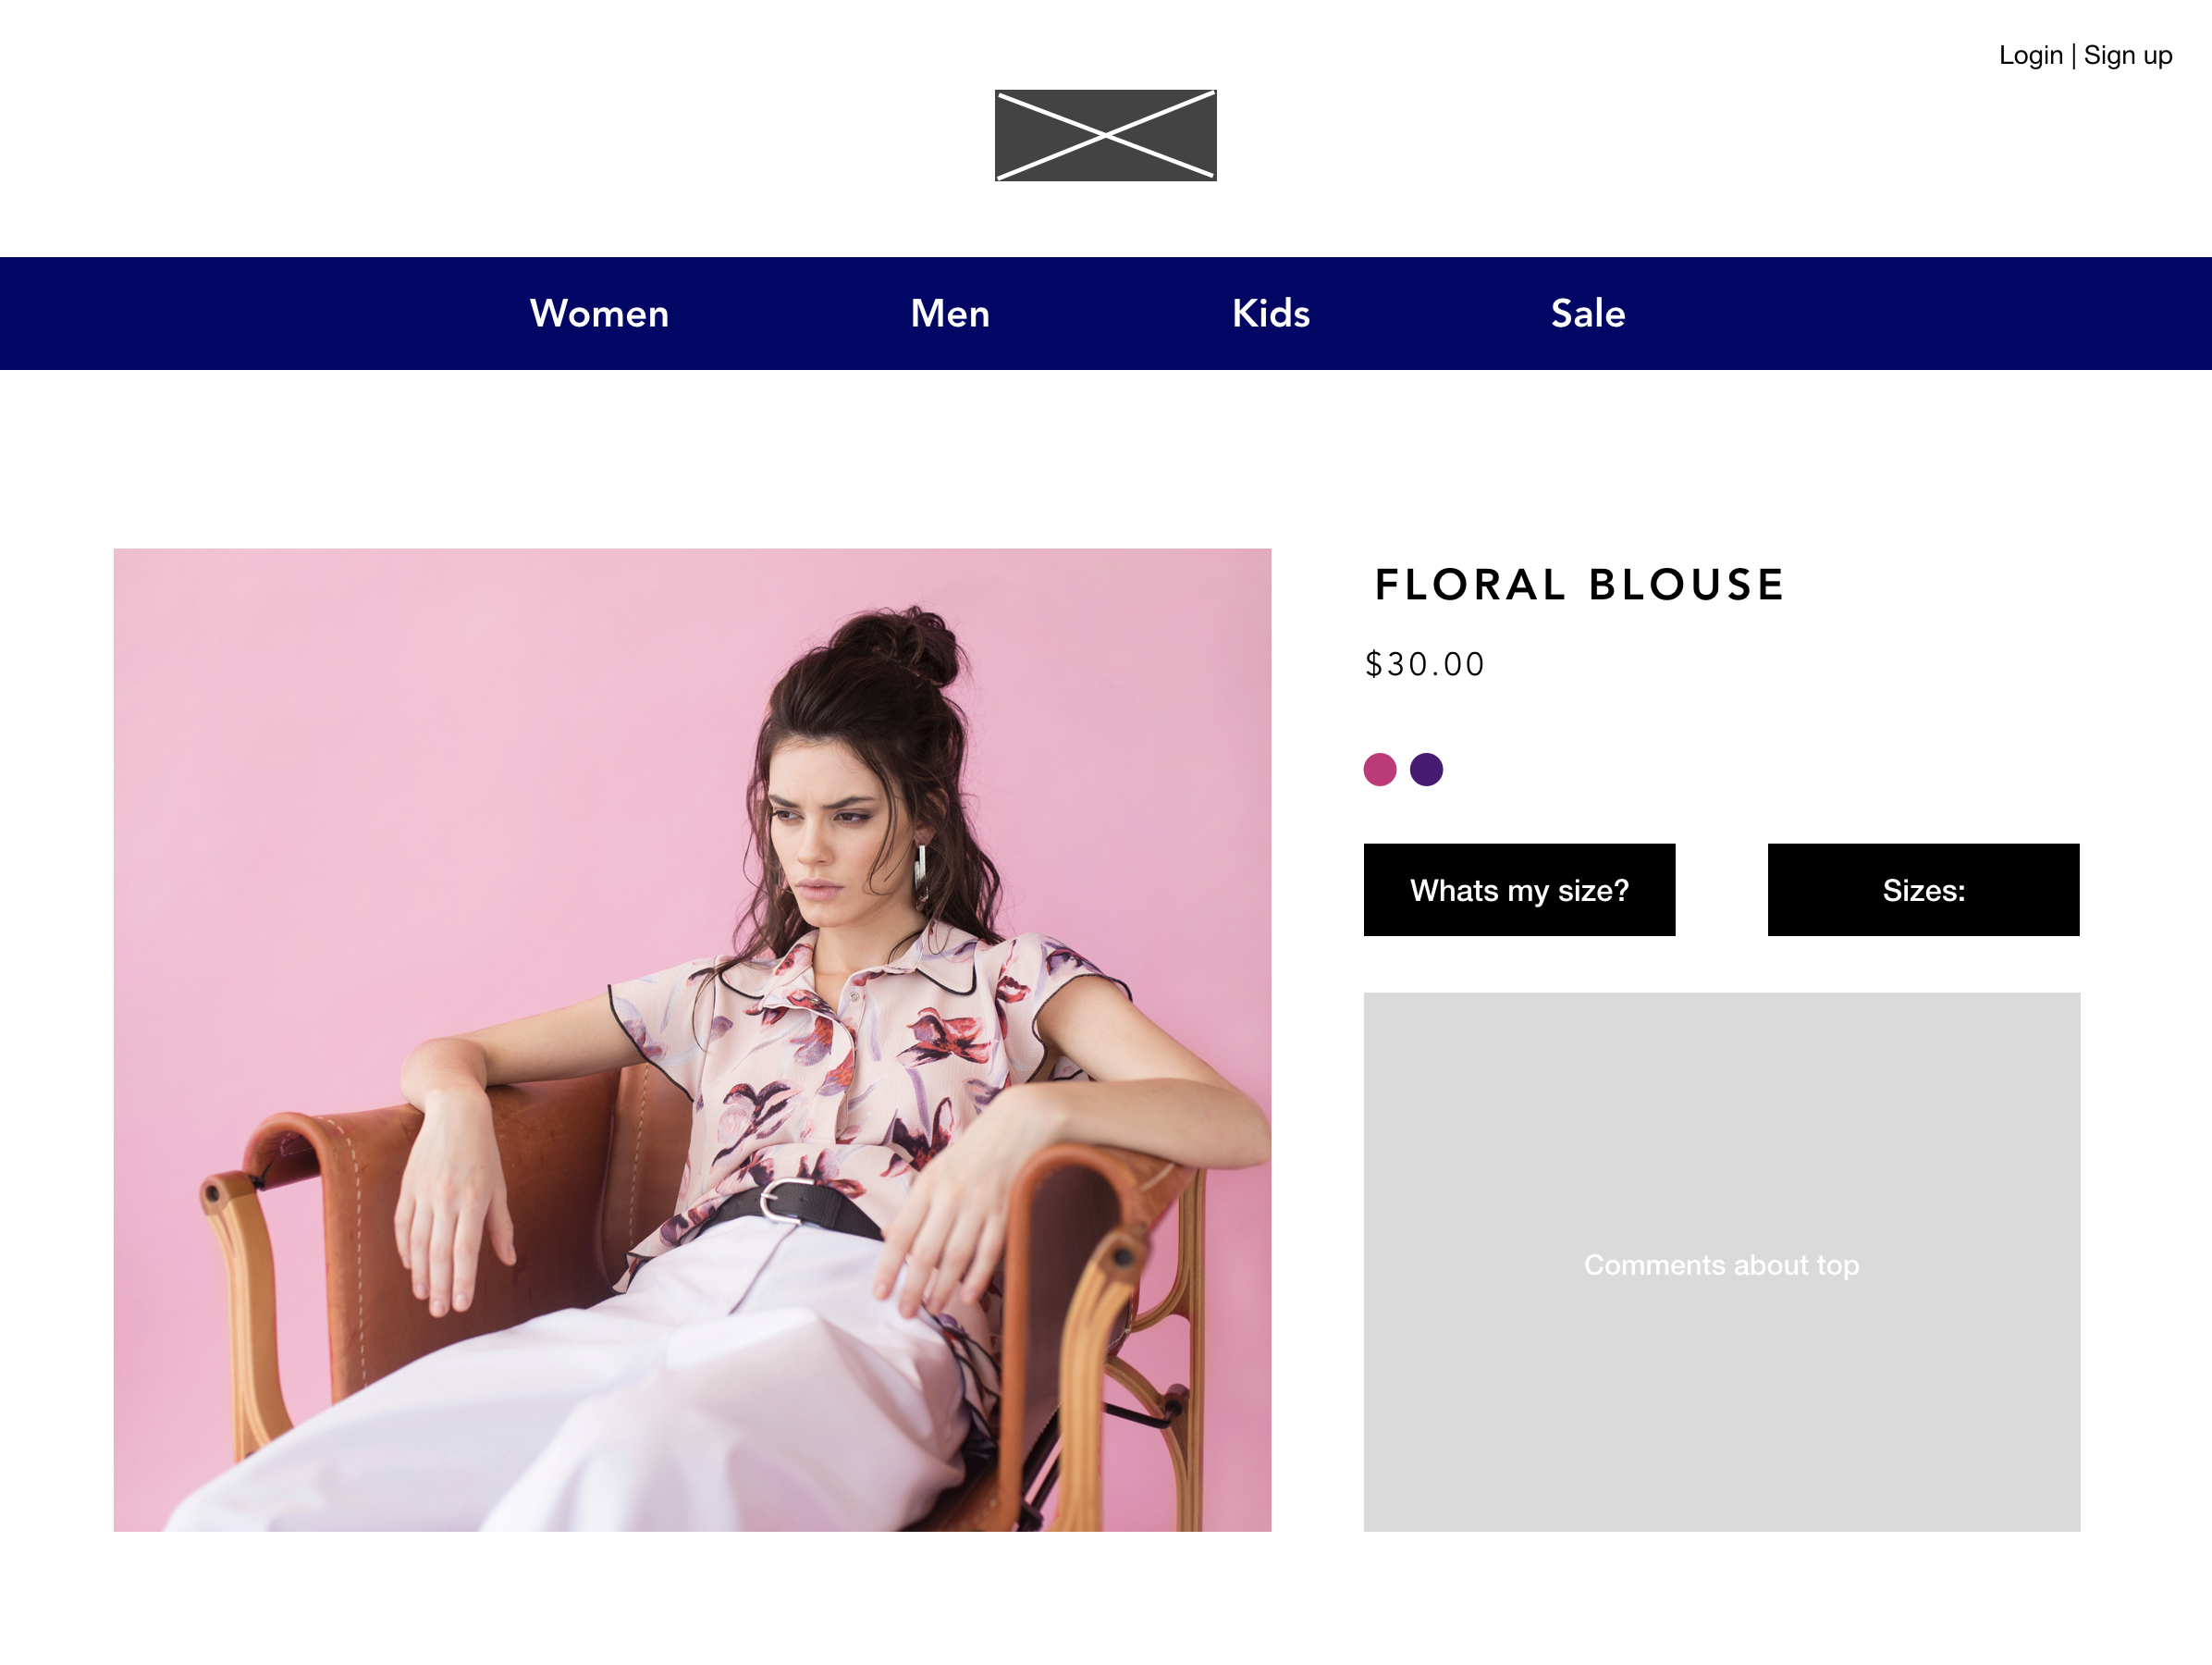 Login | Sign up
Women Men Kids Sale
FLORAL BLOUSE
$30.00
Whats my size? Sizes:
Comments about top